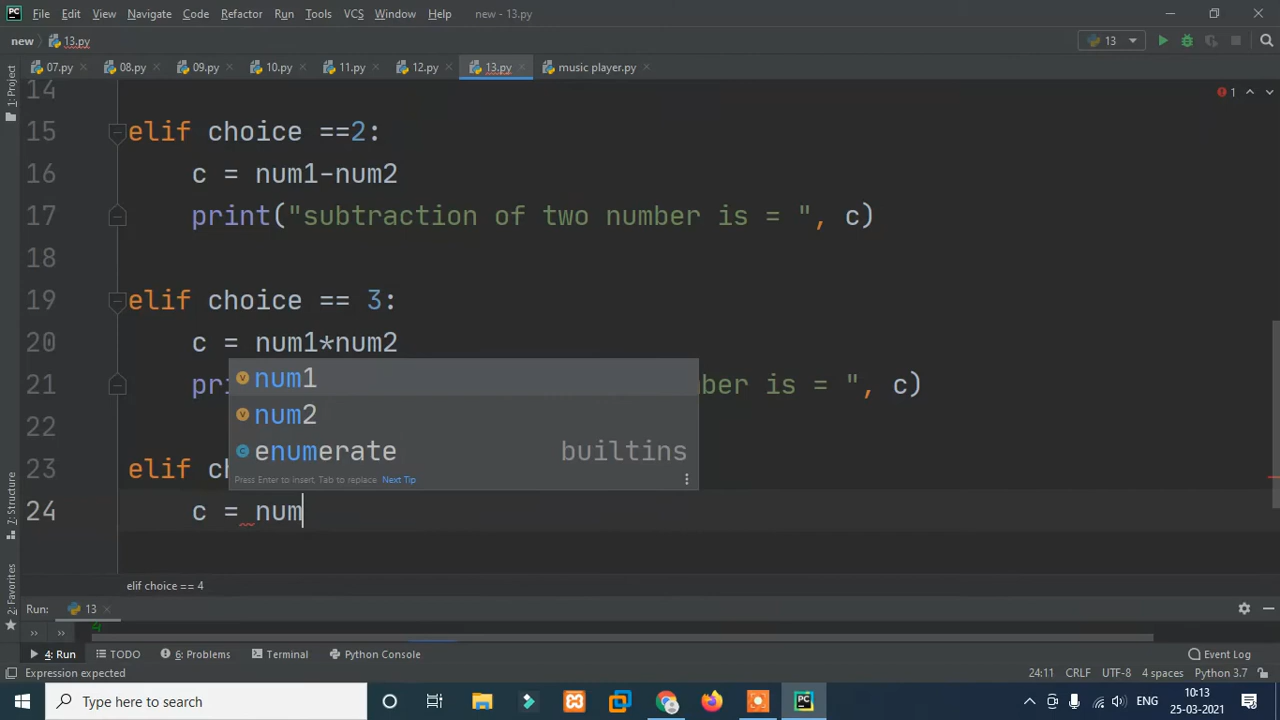 File Edit View Navigate Code Refactor Run Tools VCS Window Help new - 13.py
new 13.py 13
07.py 08.py 09.py 10.py 11.py 12.py 13.py music player.py
1: Project
14
1
15 elif choice ==2:
16 c = num1-num2
17 print("subtraction of two number is = ", c)
18
19 elif choice == 3:
20 c = num1*num2
num1
21 pri mber is = ", c)
num2
22
enumerate builtins
23 elif ch
Press Enter to insert, Tab to replace Next Tip
24 c = num
7: Structure
2: Favorites
elif choice == 4
Run: 13
4
4: Run TODO 6: Problems Terminal Python Console Event Log
Expression expected 24:11 CRLF UTF-8 4 spaces Python 3.7
Type here to search ENG 10:13 25-03-2021